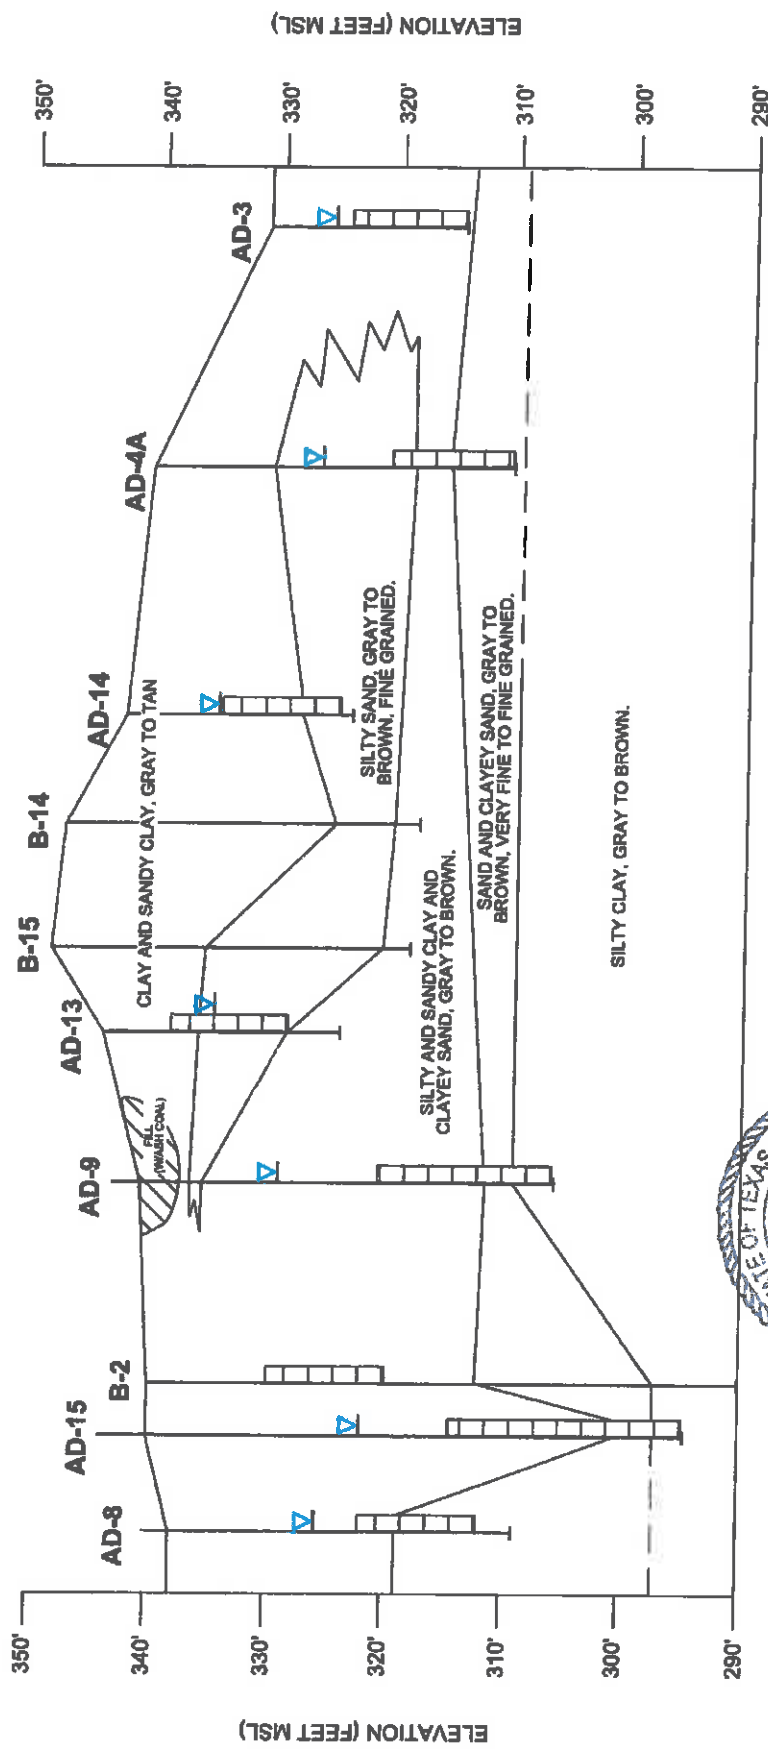 ELEVATION (FEET MSL)
350'
340'
330'
320'
310'
300'
290'
AD-8
AD-15
B-2
AD-9
AD-13
B-15
B-14
AD-14
AD-4A
AD-3
FILL
(WASH COAL)
CLAY AND SANDY CLAY, GRAY TO TAN
SILTY SAND, GRAY TO
BROWN, FINE GRAINED.
SILTY AND SANDY CLAY AND
CLAYEY SAND, GRAY TO BROWN.
SAND AND CLAYEY SAND, GRAY TO
BROWN, VERY FINE TO FINE GRAINED.
SILTY CLAY, GRAY TO BROWN.
350'
340'
330'
320'
310'
300'
290'
ELEVATION (FEET MSL)
OF TEXAS